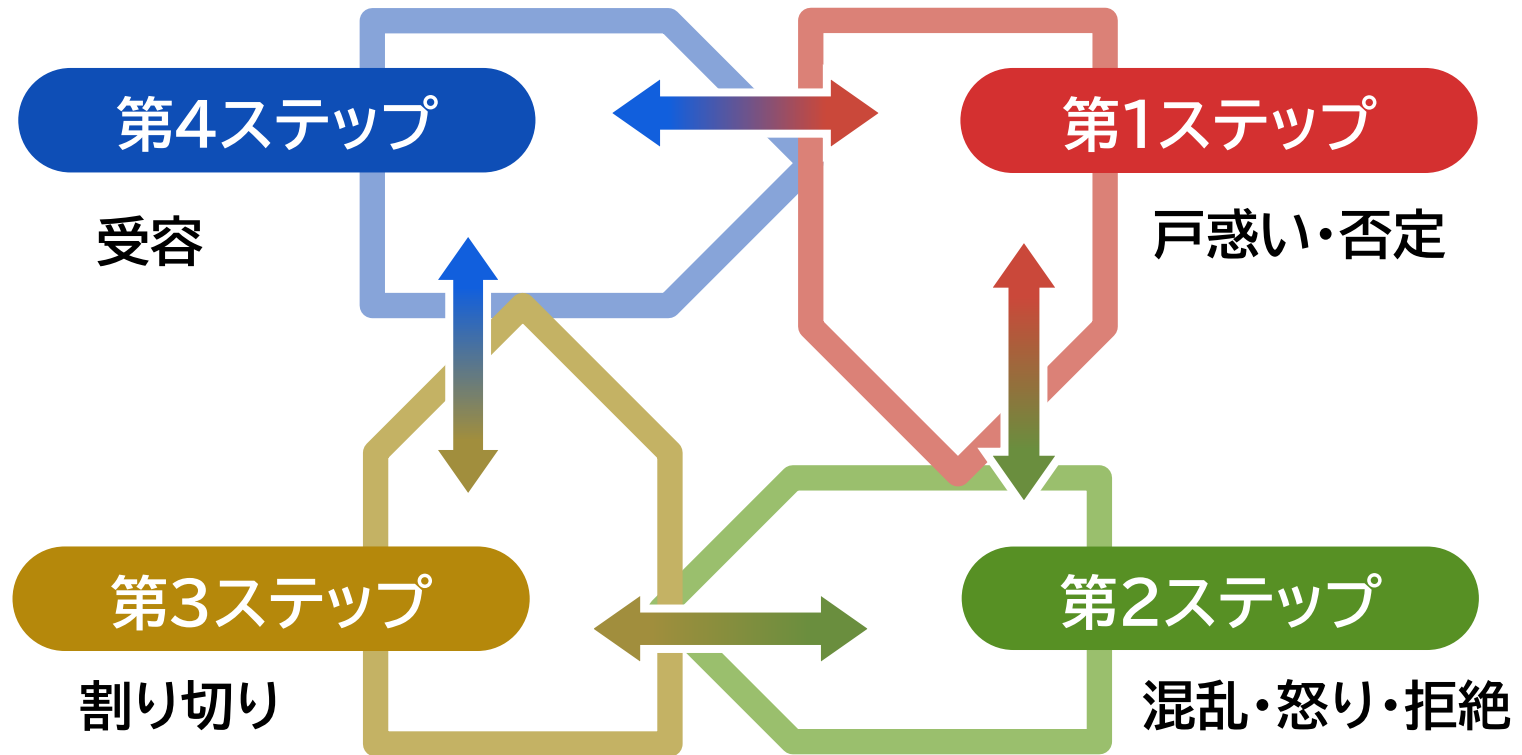 第4ステップ
受容
第1ステップ
戸惑い・否定
第3ステップ
割り切り
第2ステップ
混乱・怒り・拒絶